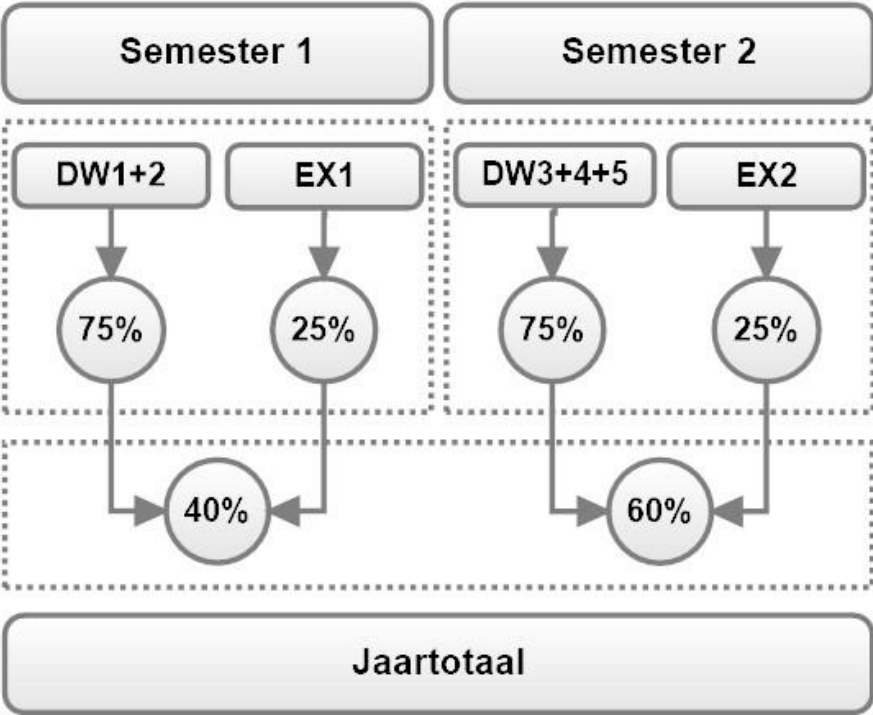 Semester 1
Semester 2
DW1+2
EX1
DW3+4+5
EX2
75%
25%
75%
25%
40%
60%
Jaartotaal